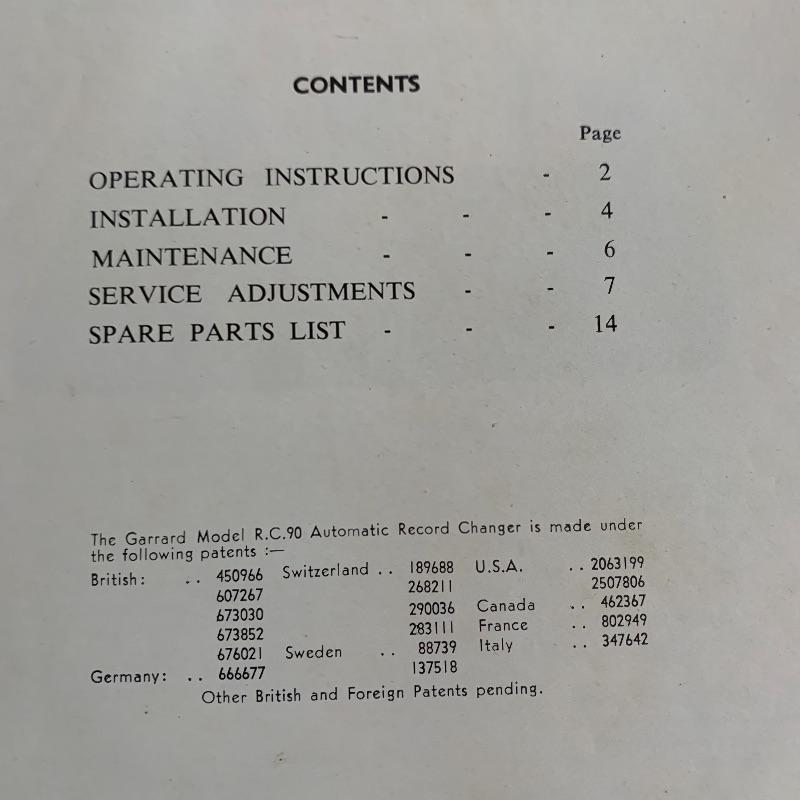 CONTENTS
Page
OPERATING INSTRUCTIONS - 2
INSTALLATION - - - 4
MAINTENANCE - - - 6
SERVICE ADJUSTMENTS - - 7
SPARE PARTS LIST - - - 14
The Garrard Model R.C.90 Automatic Record Changer is made under
the following patents :—
British: .. 450966 Switzerland .. 189688 U.S.A. .. 2063199
607267 268211 2507806
673030 290036 Canada .. 462367
673852 283111 France .. 802949
676021 Sweden .. 88739 Italy .. 347642
Germany: .. 666677 137518
Other British and Foreign Patents pending.